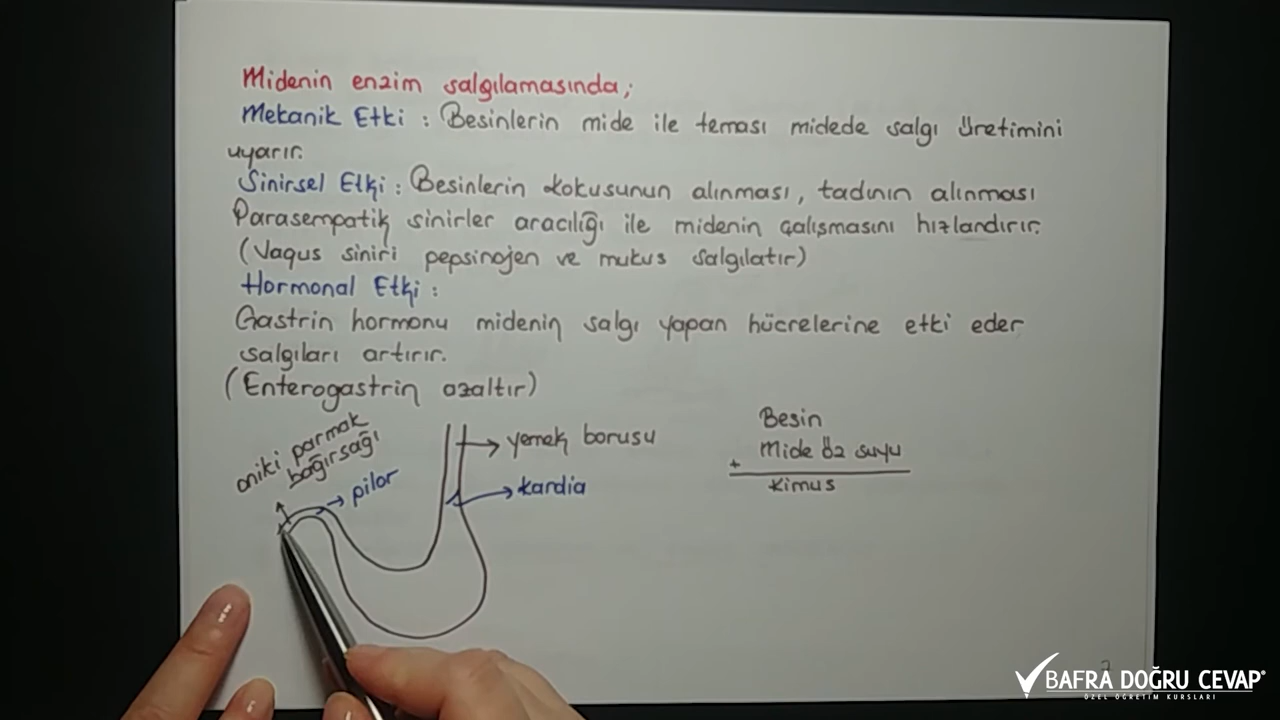 Midenin enzim salgılamasında;
Mekanik Etki : Besinlerin mide ile teması midede salgı üretimini
uyarır.
Sinirsel Etki : Besinlerin kokusunun alınması, tadının alınması
Parasempatik sinirler aracılığı ile midenin çalışmasını hızlandırır.
(Vagus siniri pepsinojen ve mukus salgılatır)
Hormonal Etki :
Gastrin hormonu midenin salgı yapan hücrelerine etki eder
salgıları artırır.
(Enterogastrin azaltır)
oniki parmak
bağırsağı
pilor
yemek borusu
kardia
Besin
+ Mide öz suyu
kimus
2
BAFRA DOĞRU CEVAP
ÖZEL ÖĞRETİM KURSLARI